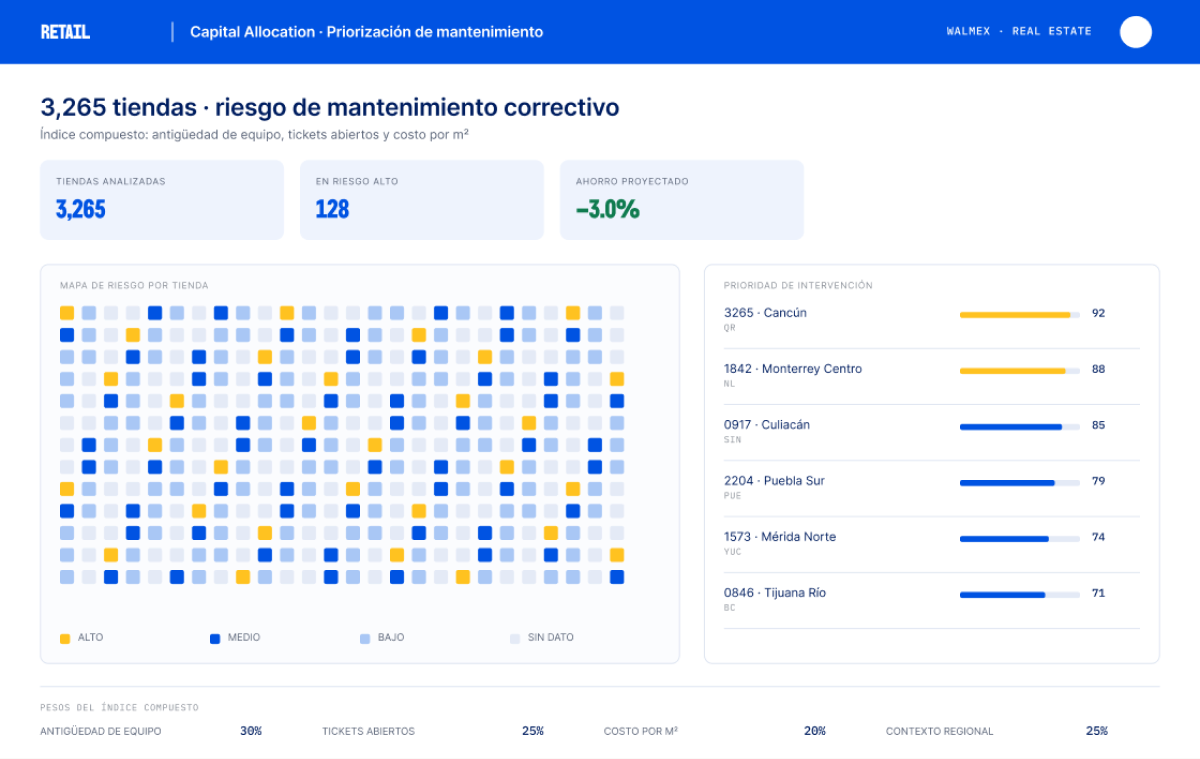 RETAIL
Capital Allocation · Priorización de mantenimiento
WALMEX · REAL ESTATE
3,265 tiendas · riesgo de mantenimiento correctivo
Índice compuesto: antigüedad de equipo, tickets abiertos y costo por m²
TIENDAS ANALIZADAS
3,265
EN RIESGO ALTO
128
AHORRO PROYECTADO
−3.0%
MAPA DE RIESGO POR TIENDA
ALTO
MEDIO
BAJO
SIN DATO
PRIORIDAD DE INTERVENCIÓN
3265 · Cancún
QR
92
1842 · Monterrey Centro
NL
88
0917 · Culiacán
SIN
85
2204 · Puebla Sur
PUE
79
1573 · Mérida Norte
YUC
74
0846 · Tijuana Río
BC
71
PESOS DEL ÍNDICE COMPUESTO
ANTIGÜEDAD DE EQUIPO 30%
TICKETS ABIERTOS 25%
COSTO POR M² 20%
CONTEXTO REGIONAL 25%